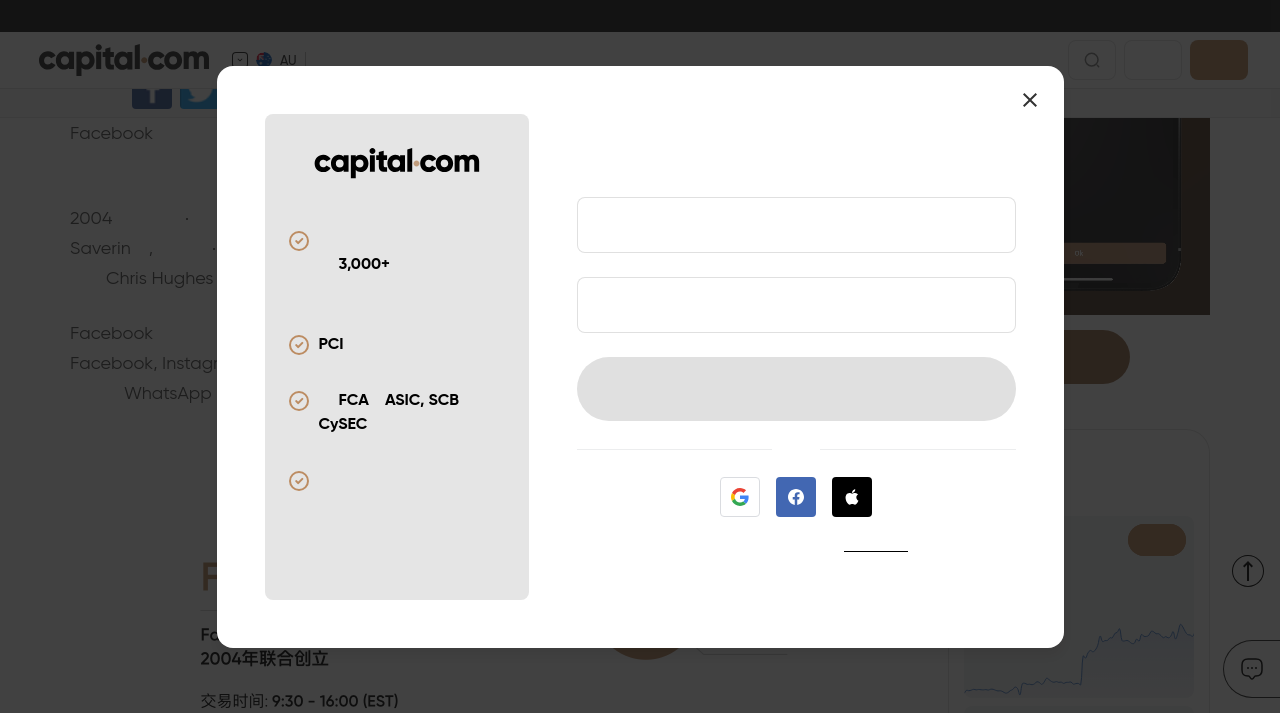 capital.com
AU
Facebook
2004 ·
Saverin , ·
Chris Hughes
Facebook
Facebook, Instag
WhatsApp
capital.com
3,000+
PCI
FCA ASIC, SCB
CySEC
F
Fa
2004年联合创立
交易时间: 9:30 - 16:00 (EST)